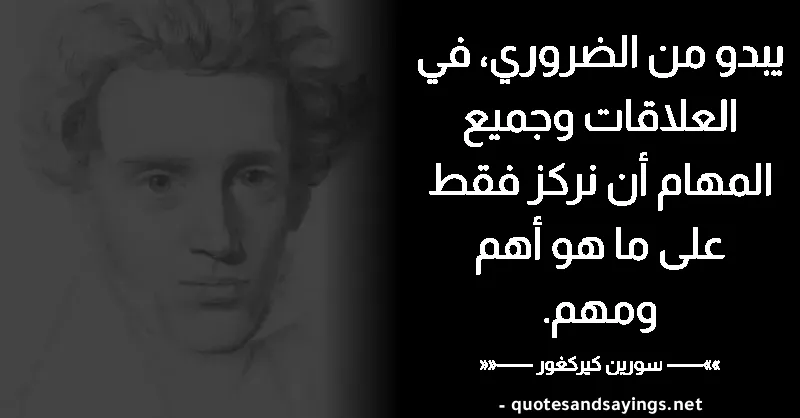 يبدو من الضروري، في
العلاقات وجميع
المهام أن نركز فقط
على ما هو أهم
ومهم.
»»—— سورين كيركغور ——««
- quotesandsayings.net